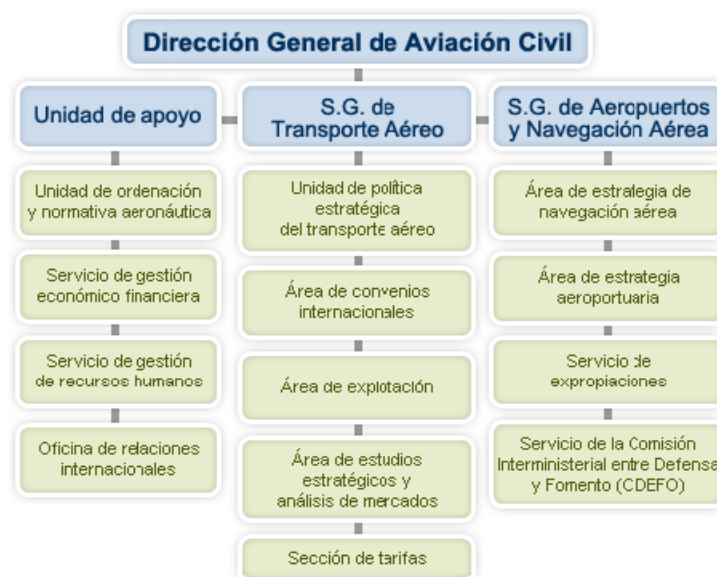 Dirección General de Aviación Civil
Unidad de apoyo
S.G. de
Transporte Aéreo
S.G. de Aeropuertos
y Navegación Aérea
Unidad de ordenación
y normativa aeronáutica
Servicio de gestión
económico financiera
Servicio de gestión
de recursos humanos
Oficina de relaciones
internacionales
Unidad de política
estratégica
del transporte aéreo
Área de convenios
internacionales
Área de explotación
Área de estudios
estratégicos y
análisis de mercados
Sección de tarifas
Área de estrategia de
navegación aérea
Área de estrategia
aeroportuaria
Servicio de
expropiaciones
Servicio de la Comisión
Interministerial entre Defensa
y Fomento (CDEFO)